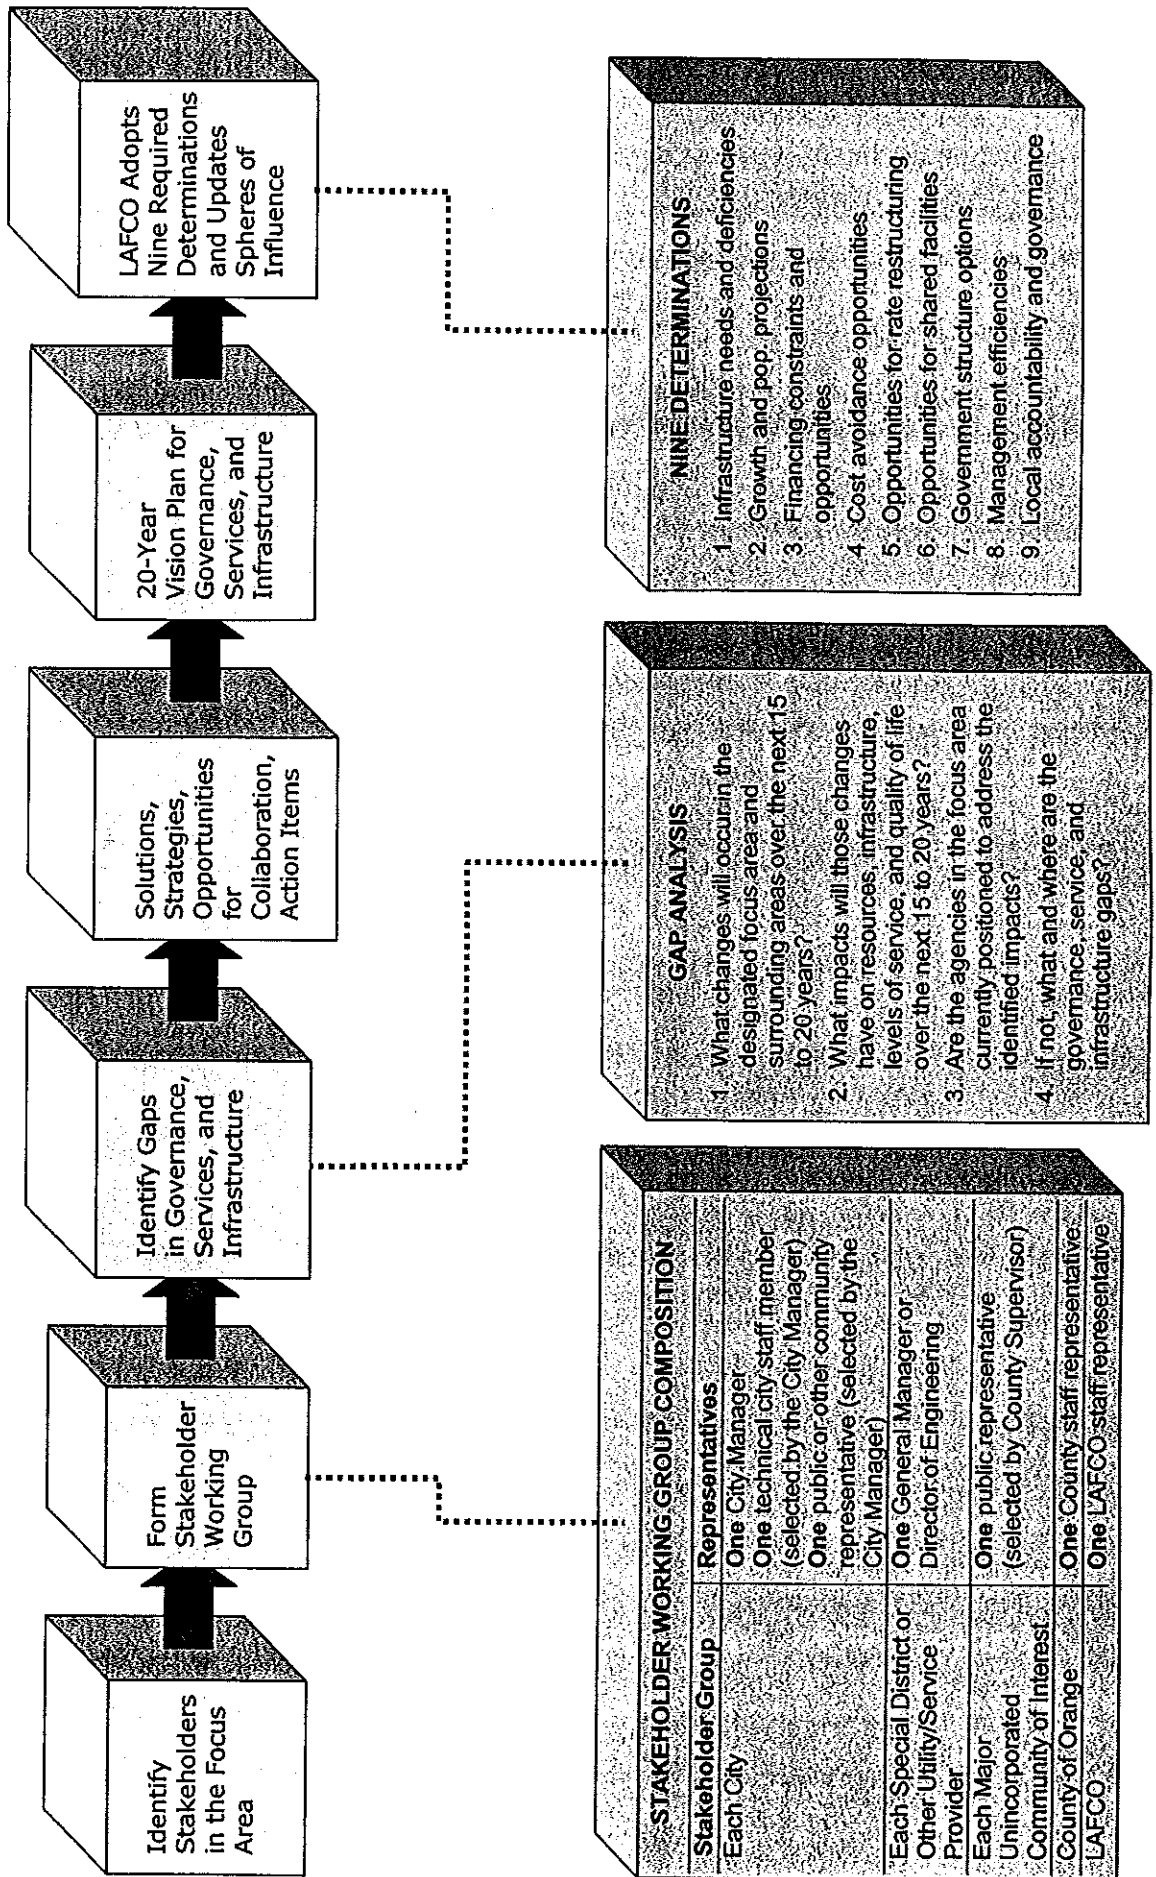 Identify
Stakeholders
in the Focus
Area
Form
Stakeholder
Working
Group
Identify Gaps
in Governance,
Services, and
Infrastructure
Solutions,
Strategies,
Opportunities
for
Collaboration,
Action Items
20-Year
Vision Plan for
Governance,
Services, and
Infrastructure
LAFCO Adopts
Nine Required
Determinations
and Updates
Spheres of
Influence
STAKEHOLDER WORKING GROUP COMPOSITION
Stakeholder Group Representatives
Each City One City Manager
One technical city staff member
(selected by the City Manager)
One public or other community
representative (selected by the
City Manager)
Each Special District or One General Manager or
Other Utility/Service Director of Engineering
Provider
Each Major One public representative
Unincorporated (selected by County Supervisor)
Community of Interest
County of Orange One County staff representative
LAFCO One LAFCO staff representative
GAP ANALYSIS
1. What changes will occur in the
designated focus area and
surrounding areas over the next 15
to 20 years?
2. What impacts will those changes
have on resources, infrastructure,
levels of service, and quality of life
over the next 15 to 20 years?
3. Are the agencies in the focus area
currently positioned to address the
identified impacts?
4. If not, what and where are the
governance, service, and
infrastructure gaps?
NINE DETERMINATIONS
1. Infrastructure needs and deficiencies
2. Growth and pop. projections
3. Financing constraints and
opportunities
4. Cost avoidance opportunities
5. Opportunities for rate restructuring
6. Opportunities for shared facilities
7. Government structure options
8. Management efficiencies
9. Local accountability and governance